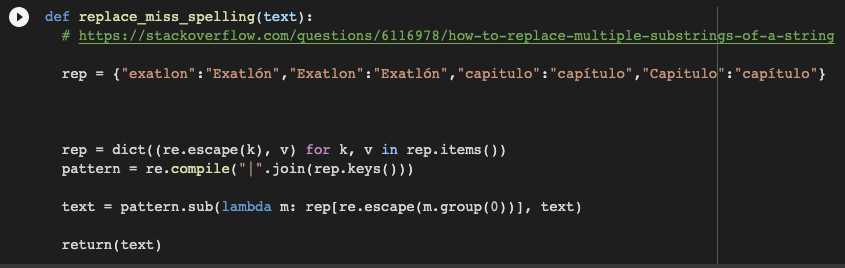 def replace_miss_spelling(text):
# https://stackoverflow.com/questions/6116978/how-to-replace-multiple-substrings-of-a-string
rep = {"exatlon":"Exatlón","Exatlon":"Exatlón","capitulo":"capítulo","Capitulo":"capítulo"}
rep = dict((re.escape(k), v) for k, v in rep.items())
pattern = re.compile("|".join(rep.keys()))
text = pattern.sub(lambda m: rep[re.escape(m.group(0))], text)
return(text)